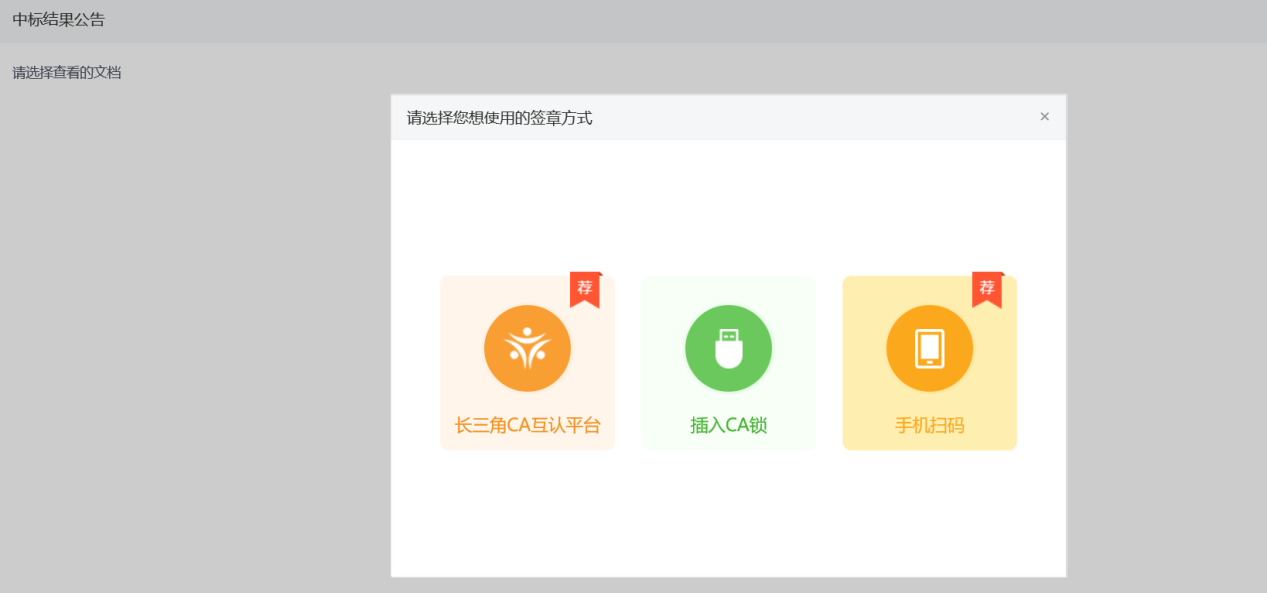 中标结果公告
请选择查看的文档
请选择您想使用的签章方式
×
荐
荐
长三角CA互认平台
插入CA锁
手机扫码